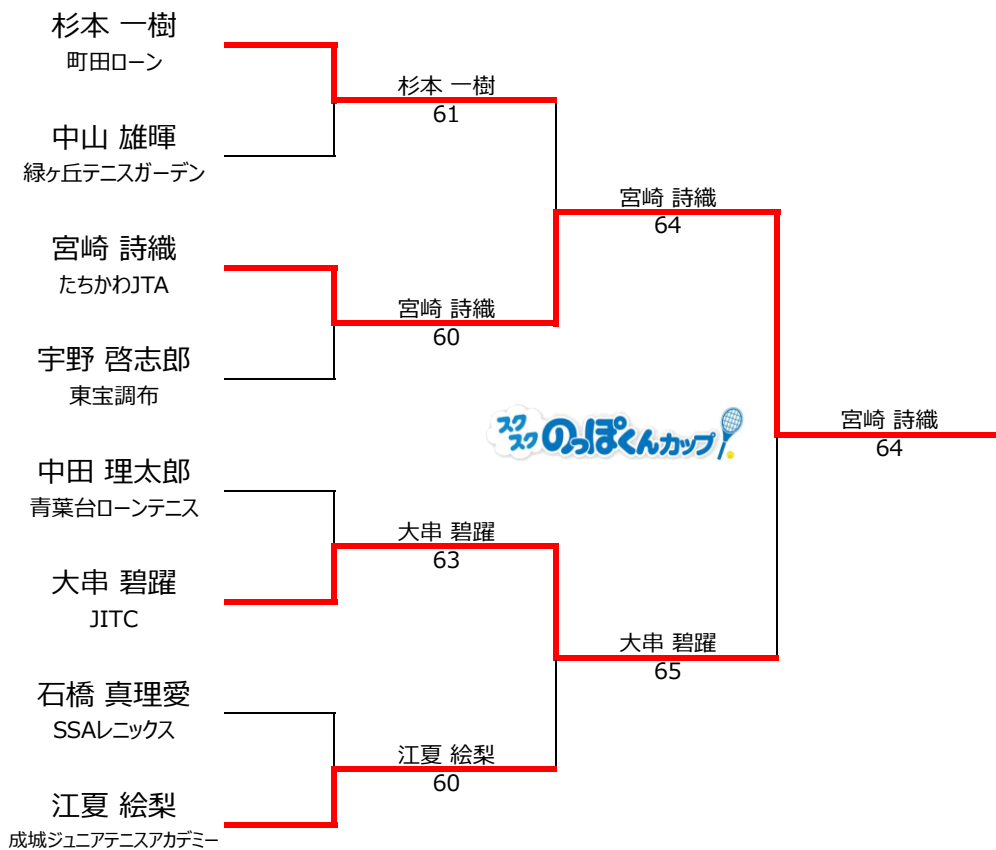 杉本 一樹
町田ローン
中山 雄暉
緑ヶ丘テニスガーデン
宮崎 詩織
たちかわJTA
宇野 啓志郎
東宝調布
中田 理太郎
青葉台ローンテニス
大串 碧躍
JITC
石橋 真理愛
SSAレニックス
江夏 絵梨
成城ジュニアテニスアカデミー
杉本 一樹
61
宮崎 詩織
60
大串 碧躍
63
江夏 絵梨
60
宮崎 詩織
64
大串 碧躍
65
スクスクのっぽくんカップ
宮崎 詩織
64